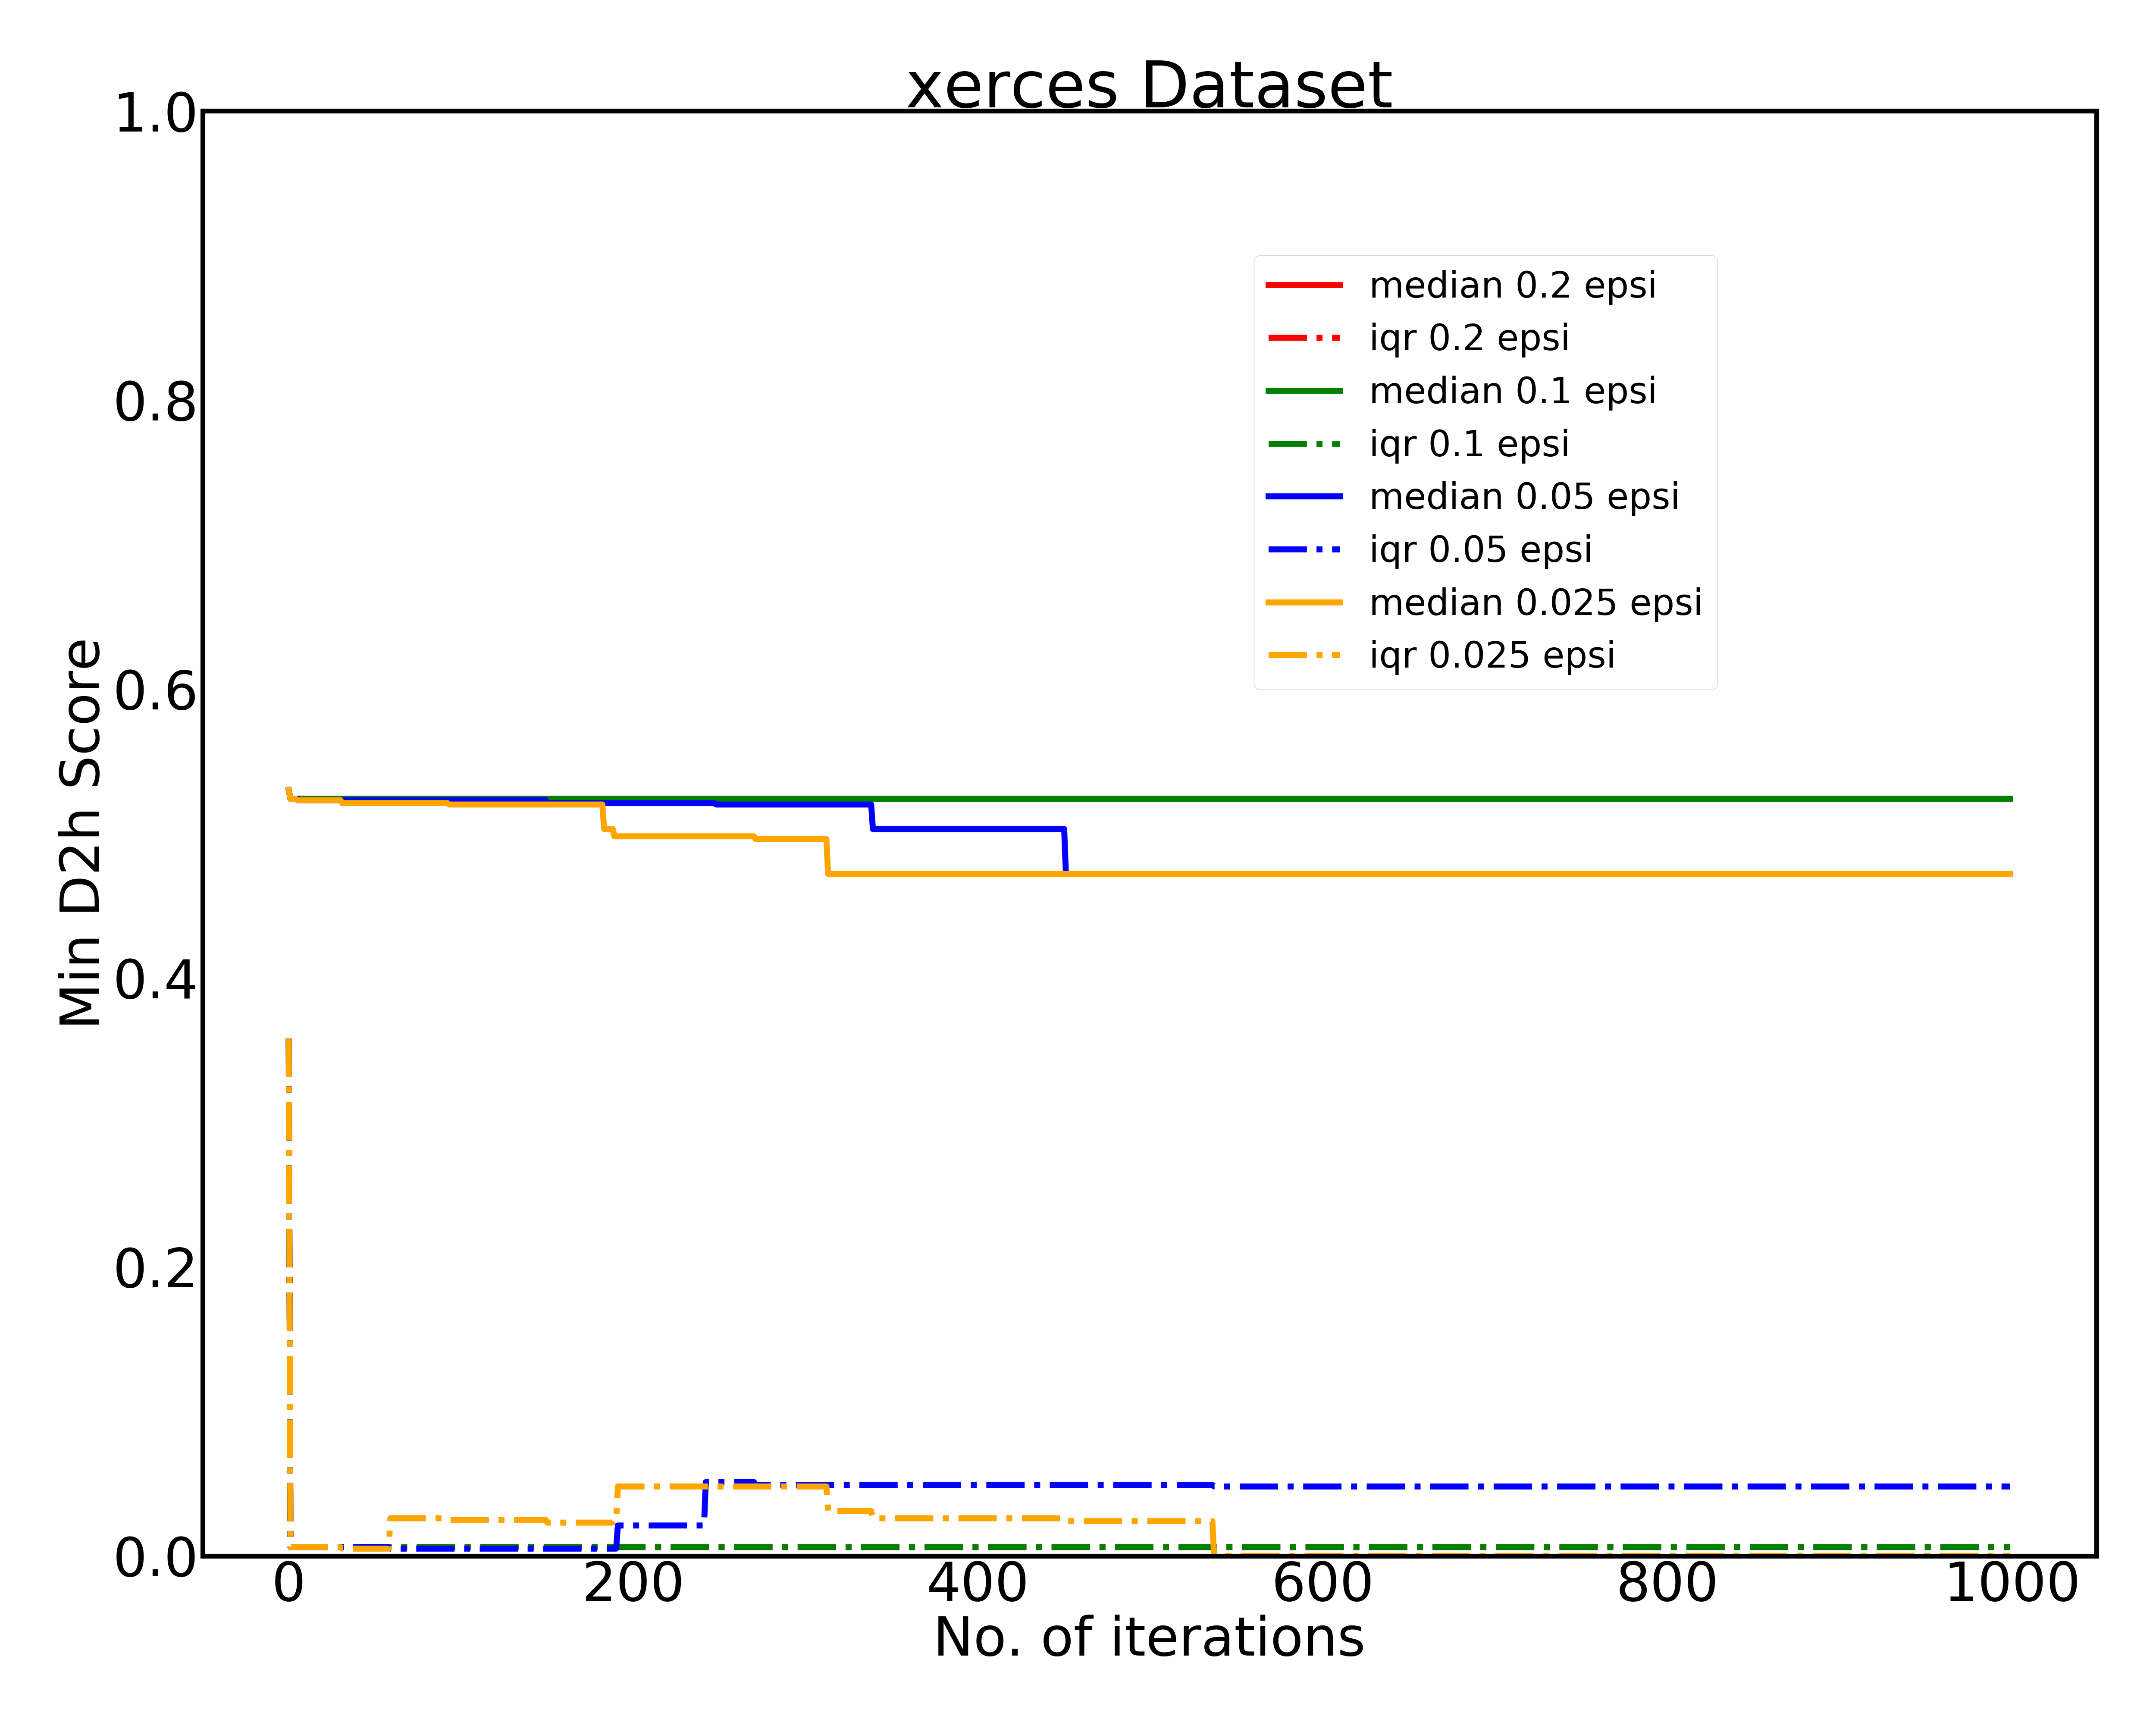 xerces Dataset
1.0
0.8
0.6
0.4
0.2
0.0
Min D2h Score
median 0.2 epsi
iqr 0.2 epsi
median 0.1 epsi
iqr 0.1 epsi
median 0.05 epsi
iqr 0.05 epsi
median 0.025 epsi
iqr 0.025 epsi
0 200 400 600 800 1000
No. of iterations